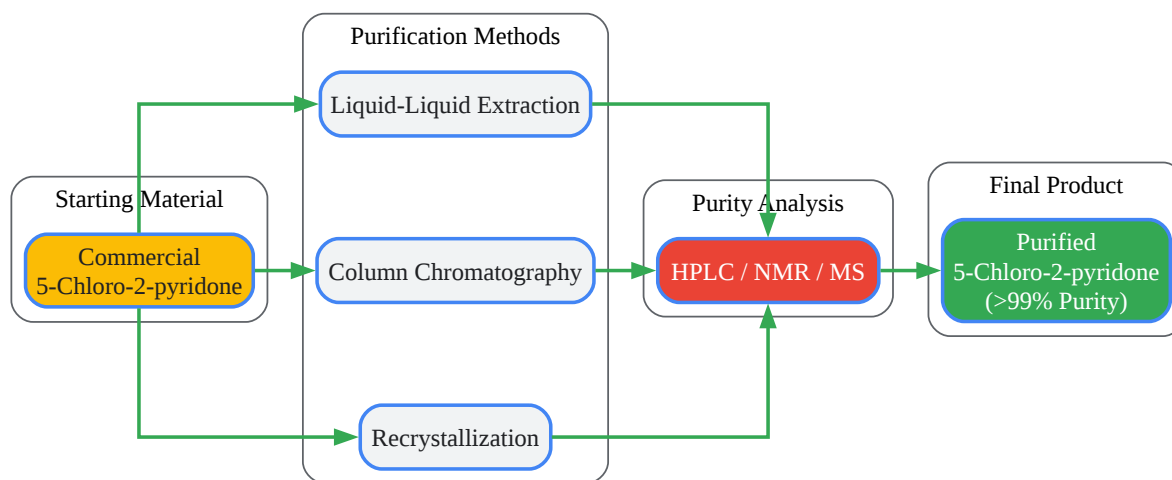 Purification Methods
Liquid-Liquid Extraction
Starting Material
Commercial
5-Chloro-2-pyridone
Column Chromatography
Recrystallization
Purity Analysis
HPLC / NMR / MS
Final Product
Purified
5-Chloro-2-pyridone
(>99% Purity)